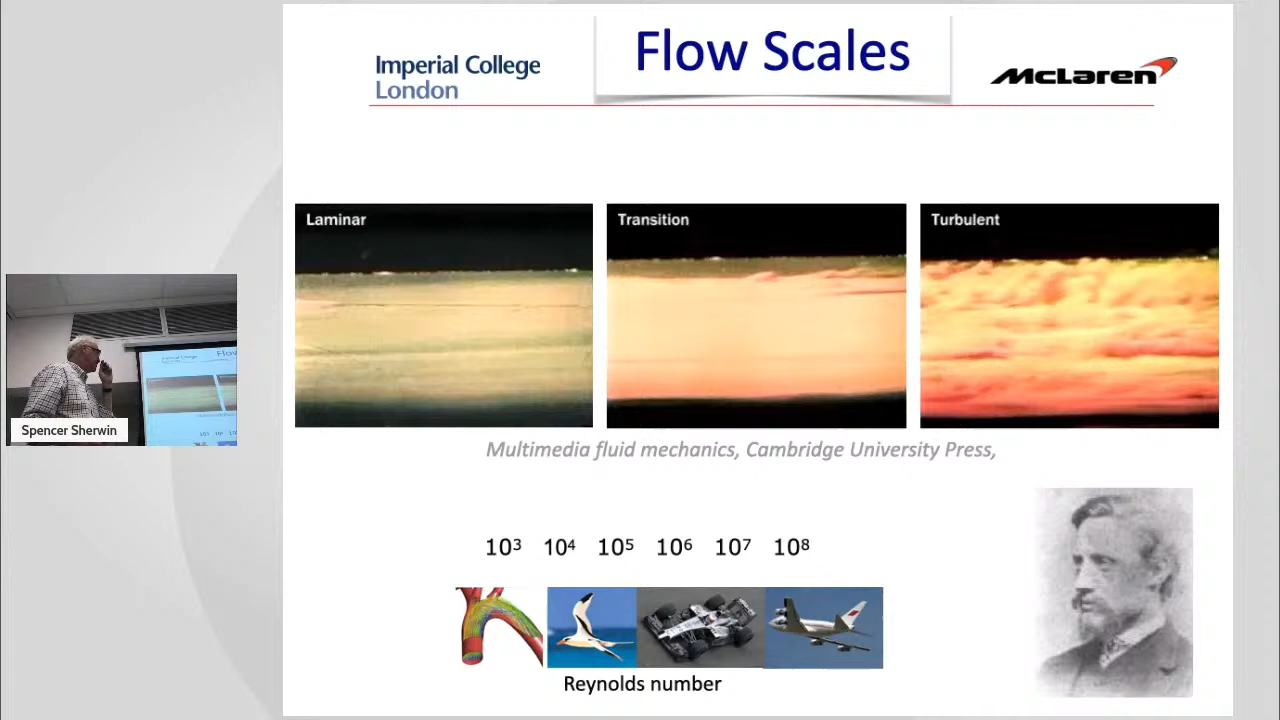 Flow Scales
Imperial College
London
McLaren
Laminar
Transition
Turbulent
Multimedia fluid mechanics, Cambridge University Press,
Spencer Sherwin
10³ 10⁴ 10⁵ 10⁶ 10⁷ 10⁸
Reynolds number